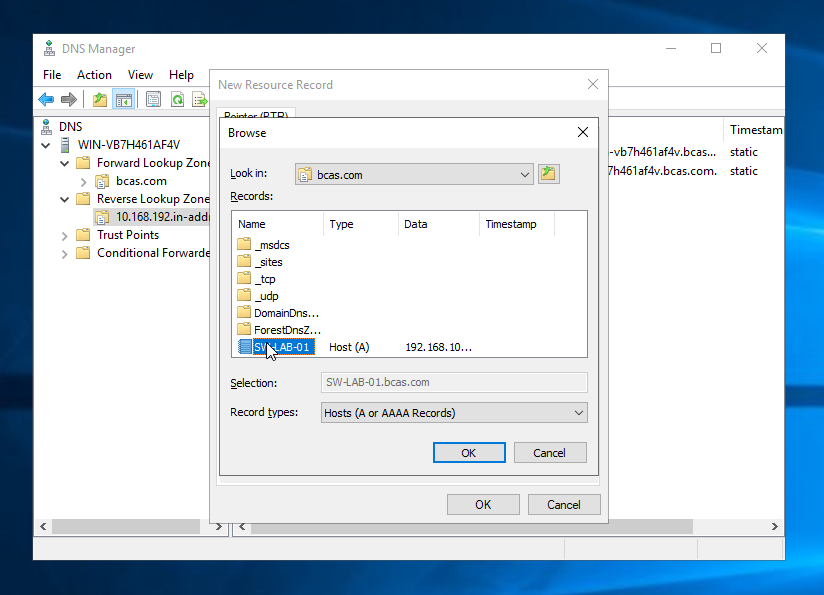 DNS Manager
File Action View Help
New Resource Record
Pointer (PTR)
Browse
DNS
WIN-VB7H461AF4V
Forward Lookup Zone
bcas.com
Reverse Lookup Zone
10.168.192.in-addr
Trust Points
Conditional Forwarde
Look in: bcas.com
Records:
Name Type Data Timestamp
_msdcs
_sites
_tcp
_udp
DomainDns...
ForestDnsZ...
SW-LAB-01 Host (A) 192.168.10...
Selection: SW-LAB-01.bcas.com
Record types: Hosts (A or AAAA Records)
OK Cancel
OK Cancel
Timestam
-vb7h461af4v.bcas... static
7h461af4v.bcas.com. static